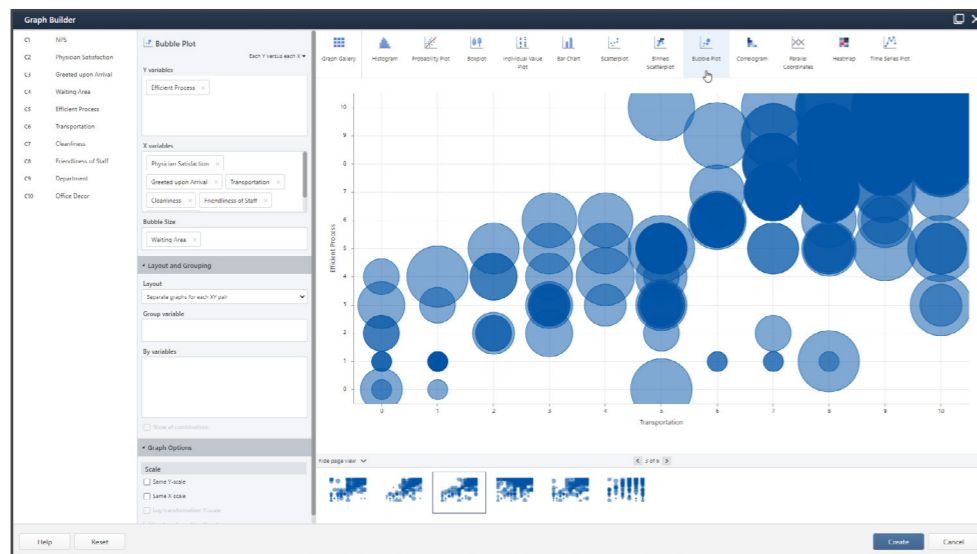 Graph Builder
C1 NPS
C2 Physician Satisfaction
C3 Greeted upon Arrival
C4 Waiting Area
C5 Efficient Process
C6 Transportation
C7 Cleanliness
C8 Friendliness of Staff
C9 Department
C10 Office Decor
Bubble Plot
Each Y versus each X
Y variables
Efficient Process ×
X variables
Physician Satisfaction ×
Greeted upon Arrival × Transportation ×
Cleanliness × Friendliness of Staff ×
Bubble Size
Waiting Area ×
Layout and Grouping
Layout
Separate graphs for each XY pair
Group variable
By variables
Show all combinations
Graph Options
Scale
Same Y-scale
Same X-scale
Log transformation Y-scale
Graph Gallery
Histogram
Probability Plot
Boxplot
Individual Value
Plot
Bar Chart
Scatterplot
Binned
Scatterplot
Bubble Plot
Correlogram
Parallel
Coordinates
Heatmap
Time Series Plot
10
9
8
7
6
5
4
3
2
1
0
Efficient Process
0 1 2 3 4 5 6 7 8 9 10
Transportation
Hide page view
< 3 of 6 >
Help
Reset
Create
Cancel